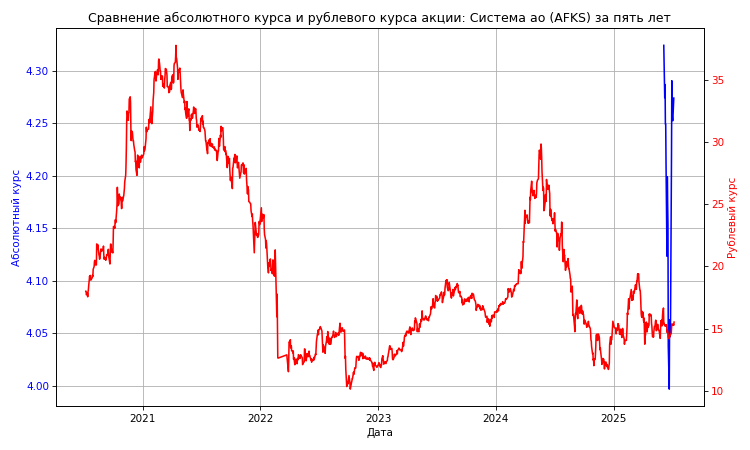 Сравнение абсолютного курса и рублевого курса акции: Система ао (AFKS) за пять лет
4.30
4.25
4.20
4.15
4.10
4.05
4.00
Абсолютный курс
35
30
25
20
15
10
Рублевый курс
2021 2022 2023 2024 2025
Дата